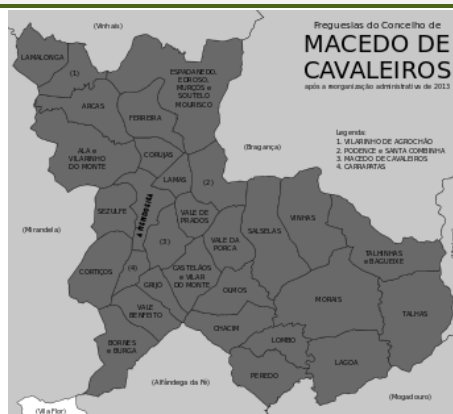 (Vinhais)
Freguesias do Concelho de
MACEDO DE
CAVALEIROS
após a reorganização administrativa de 2013
LAMALONGA
(1)
ESPADANEDO,
EDROSO,
MURÇOS e
SOUTELO
MOURISCO
ARCAS
FERREIRA
Legenda:
1. VILARINHO DE AGROCHÃO
2. PODENCE e SANTA COMBINHA
3. MACEDO DE CAVALEIROS
4. CARRAPATAS
(Bragança)
ALA e
VILARINHO
DO MONTE
CORUJAS
LAMAS
(2)
SEZULFE
VALE DE
PRADOS
VINHAS
(Mirandela)
SALSELAS
(3)
VALE DA
PORCA
TALHINHAS
e BAGUEIXE
CORTIÇOS
(4)
CASTELÃOS
e VILAR
DO MONTE
GRIJO
OLMOS
MORAIS
VALE
BENFEITO
TALHAS
CHACIM
BORNES
e BURGA
LOMBO
LAGOA
PEREDO
(Alfândega da Fé)
(Mogadouro)
(Vila Flor)